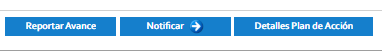 Reportar Avance
Notificar
Detalles Plan de Acción